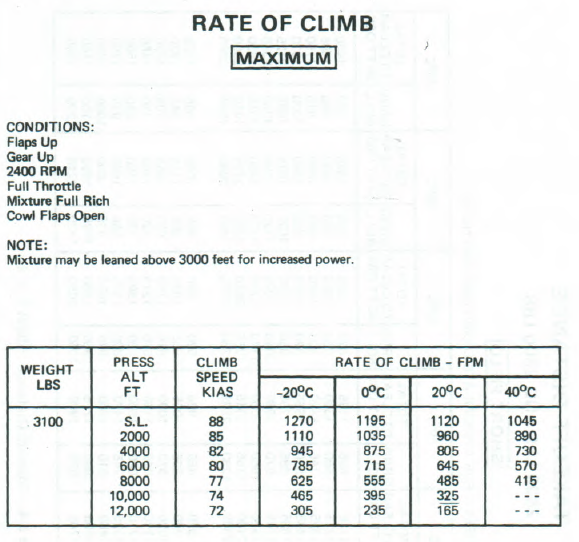 RATE OF CLIMB
MAXIMUM
CONDITIONS:
Flaps Up
Gear Up
2400 RPM
Full Throttle
Mixture Full Rich
Cowl Flaps Open
NOTE:
Mixture may be leaned above 3000 feet for increased power.
WEIGHT LBS | PRESS ALT FT | CLIMB SPEED KIAS | RATE OF CLIMB - FPM
-20°C | 0°C | 20°C | 40°C
3100 | S.L. | 88 | 1270 | 1195 | 1120 | 1045
2000 | 85 | 1110 | 1035 | 960 | 890
4000 | 82 | 945 | 875 | 805 | 730
6000 | 80 | 785 | 715 | 645 | 570
8000 | 77 | 625 | 555 | 485 | 415
10,000 | 74 | 465 | 395 | 325 | - - -
12,000 | 72 | 305 | 235 | 165 | - - -